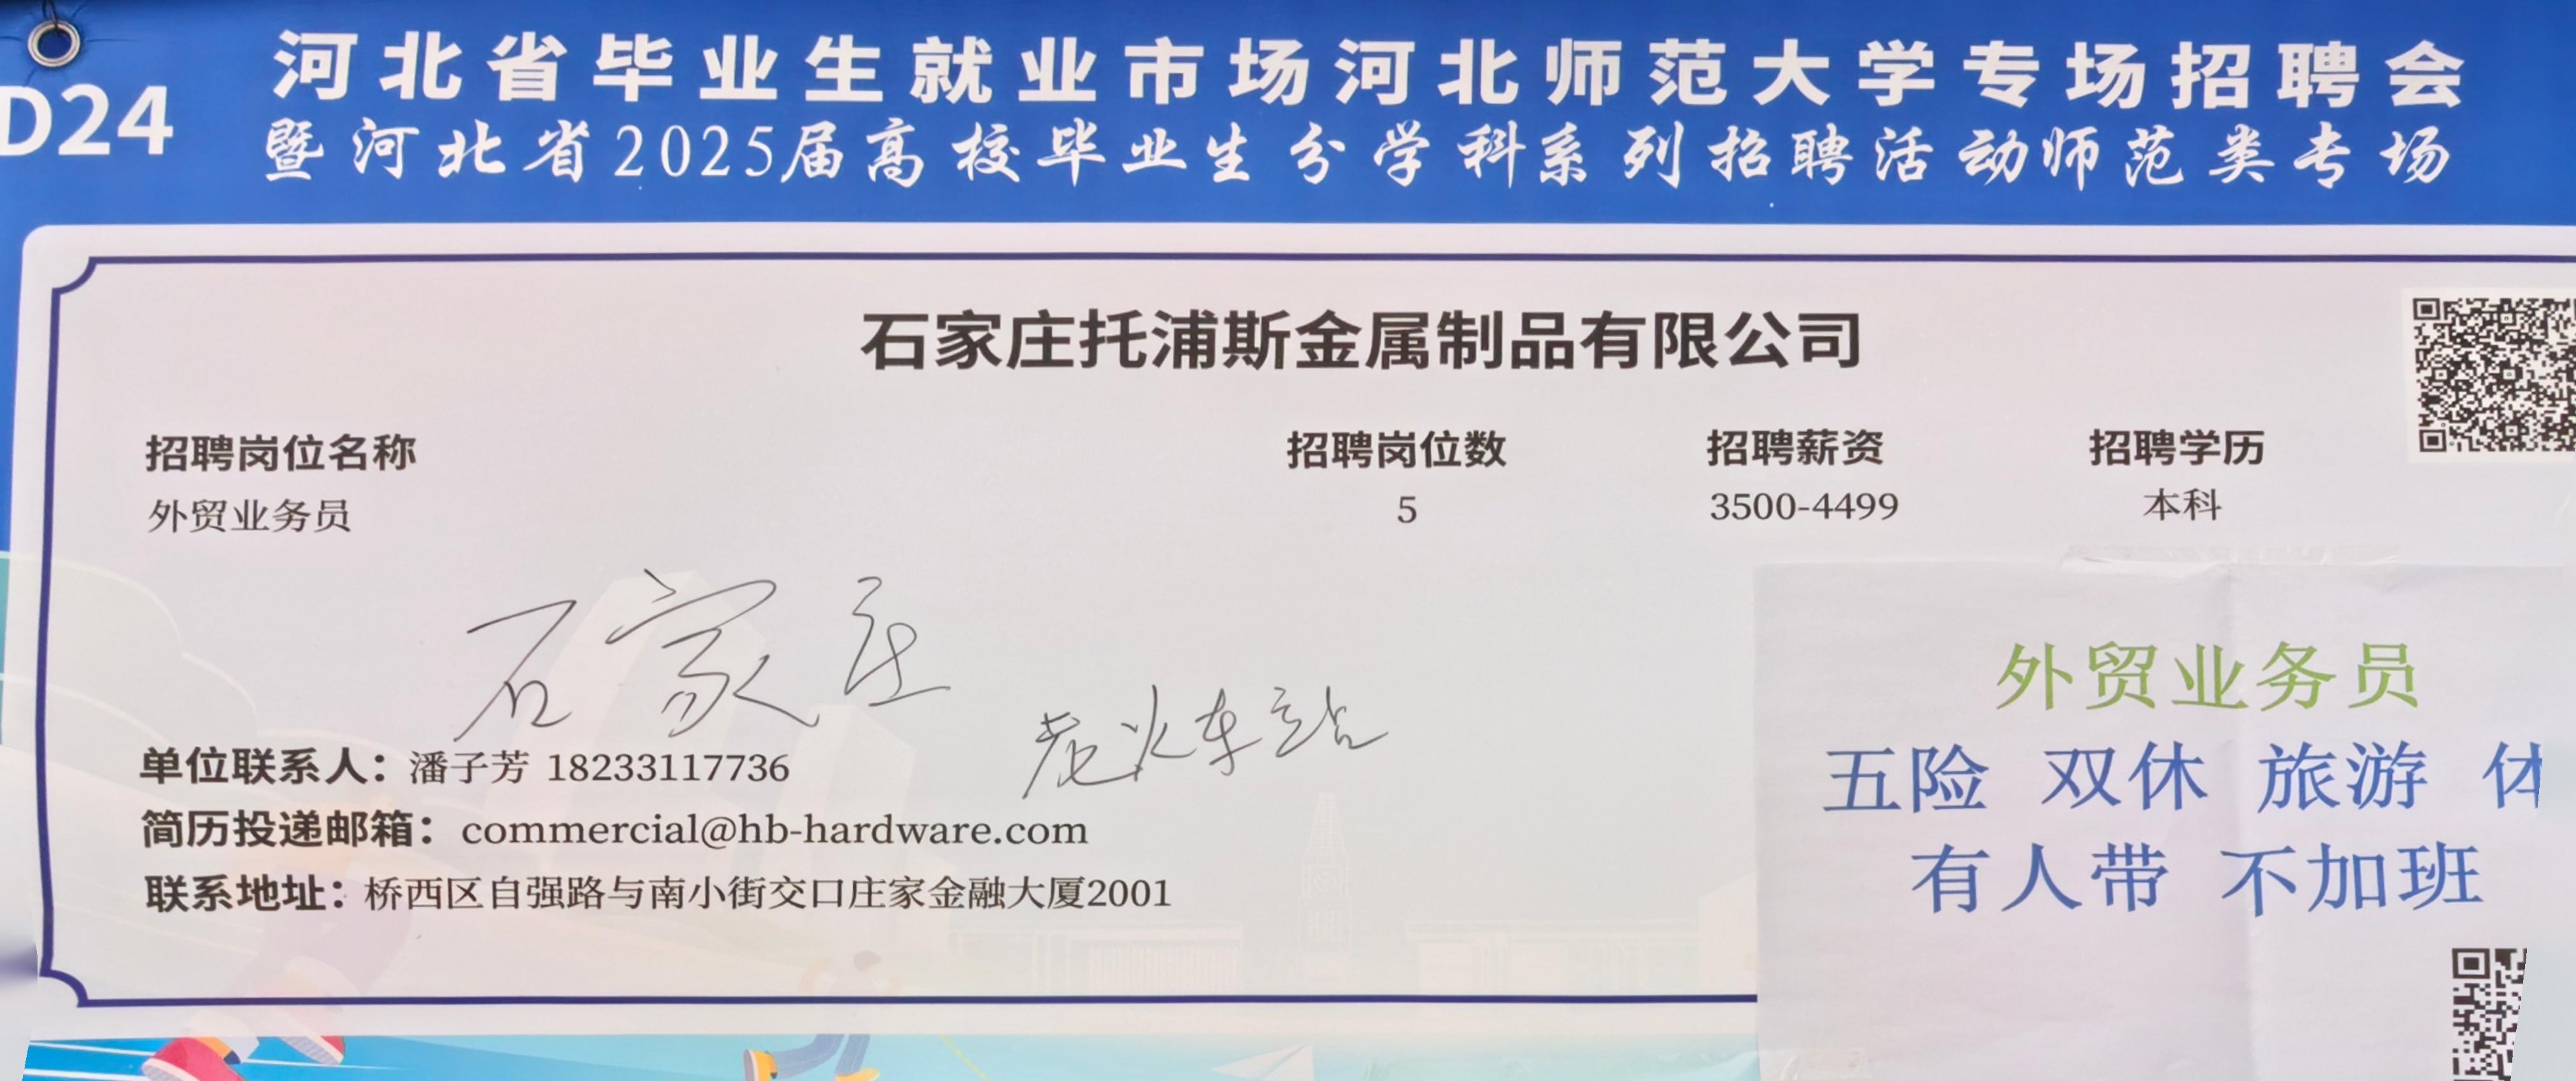 D24
河北省毕业生就业市场河北师范大学专场招聘会
暨河北省2025届高校毕业生分学科系列招聘活动师范类专场
石家庄托浦斯金属制品有限公司
招聘岗位名称 招聘岗位数 招聘薪资 招聘学历
外贸业务员 5 3500-4499 本科
石家庄
老火车站
单位联系人：潘子芳 18233117736
简历投递邮箱：commercial@hb-hardware.com
联系地址：桥西区自强路与南小街交口庄家金融大厦2001
外贸业务员
五险 双休 旅游 体
有人带 不加班